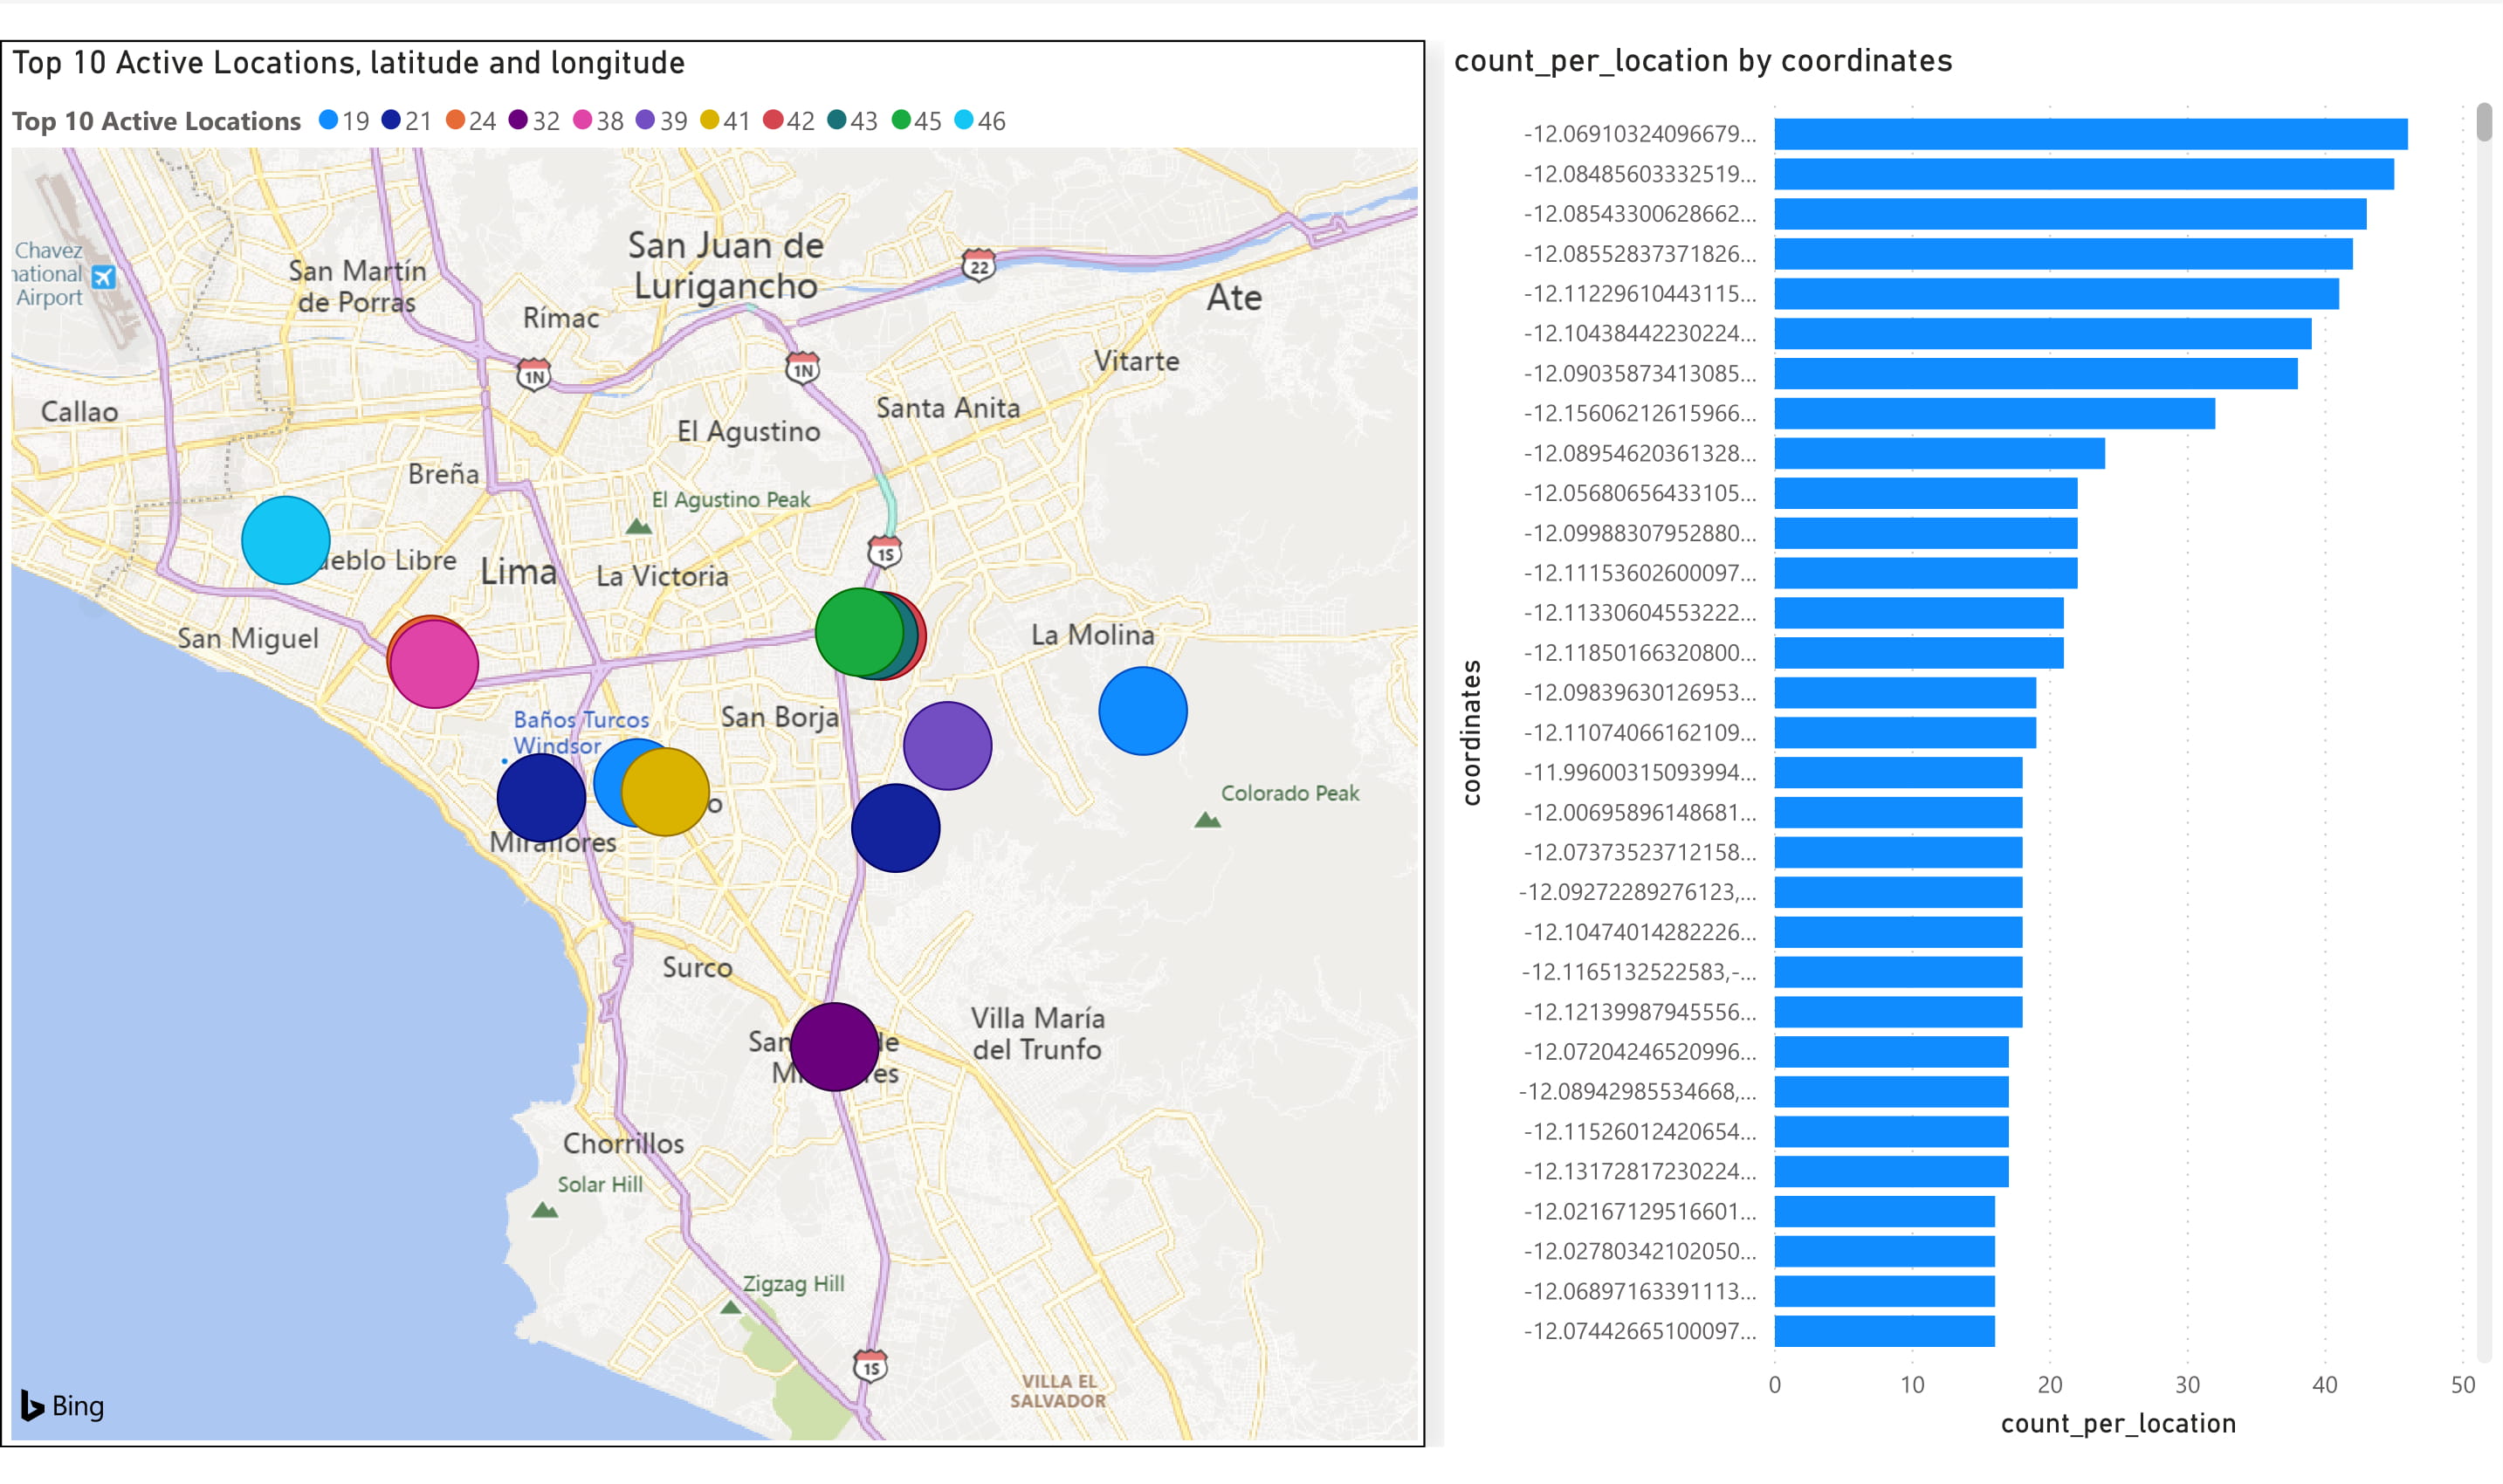 Top 10 Active Locations, latitude and longitude
Top 10 Active Locations 19 21 24 32 38 39 41 42 43 45 46
Chavez
national
Airport
San Martín
de Porras
San Juan de
Lurigancho
22
Ate
Rímac
1N
1N
Vitarte
Callao
Santa Anita
El Agustino
Breña
El Agustino Peak
1S
eblo Libre
Lima
La Victoria
San Miguel
La Molina
Baños Turcos
Windsor
San Borja
Colorado Peak
o
Miraflores
Surco
Villa María
del Trunfo
San de
Mi res
Chorrillos
Solar Hill
Zigzag Hill
1S
VILLA EL
SALVADOR
Bing
count_per_location by coordinates
coordinates
-12.06910324096679...
-12.08485603332519...
-12.08543300628662...
-12.08552837371826...
-12.11229610443115...
-12.10438442230224...
-12.09035873413085...
-12.15606212615966...
-12.08954620361328...
-12.05680656433105...
-12.09988307952880...
-12.11153602600097...
-12.11330604553222...
-12.11850166320800...
-12.09839630126953...
-12.11074066162109...
-11.99600315093994...
-12.00695896148681...
-12.07373523712158...
-12.09272289276123,...
-12.10474014282226...
-12.1165132522583,-...
-12.12139987945556...
-12.07204246520996...
-12.08942985534668,...
-12.11526012420654...
-12.13172817230224...
-12.02167129516601...
-12.02780342102050...
-12.06897163391113...
-12.07442665100097...
0 10 20 30 40 50
count_per_location